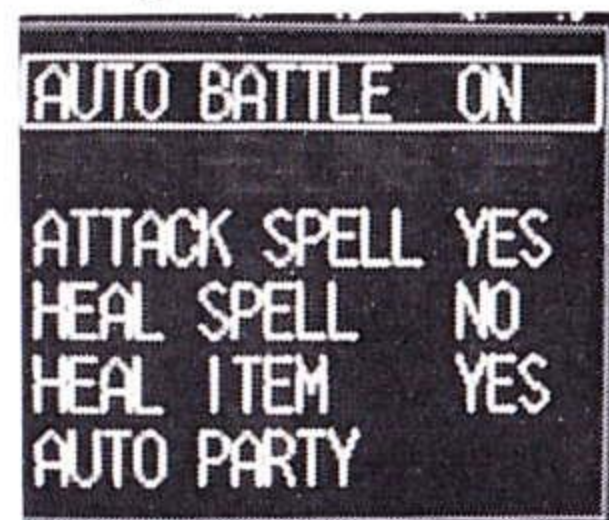 AUTO BATTLE ON
ATTACK SPELL YES
HEAL SPELL NO
HEAL ITEM YES
AUTO PARTY